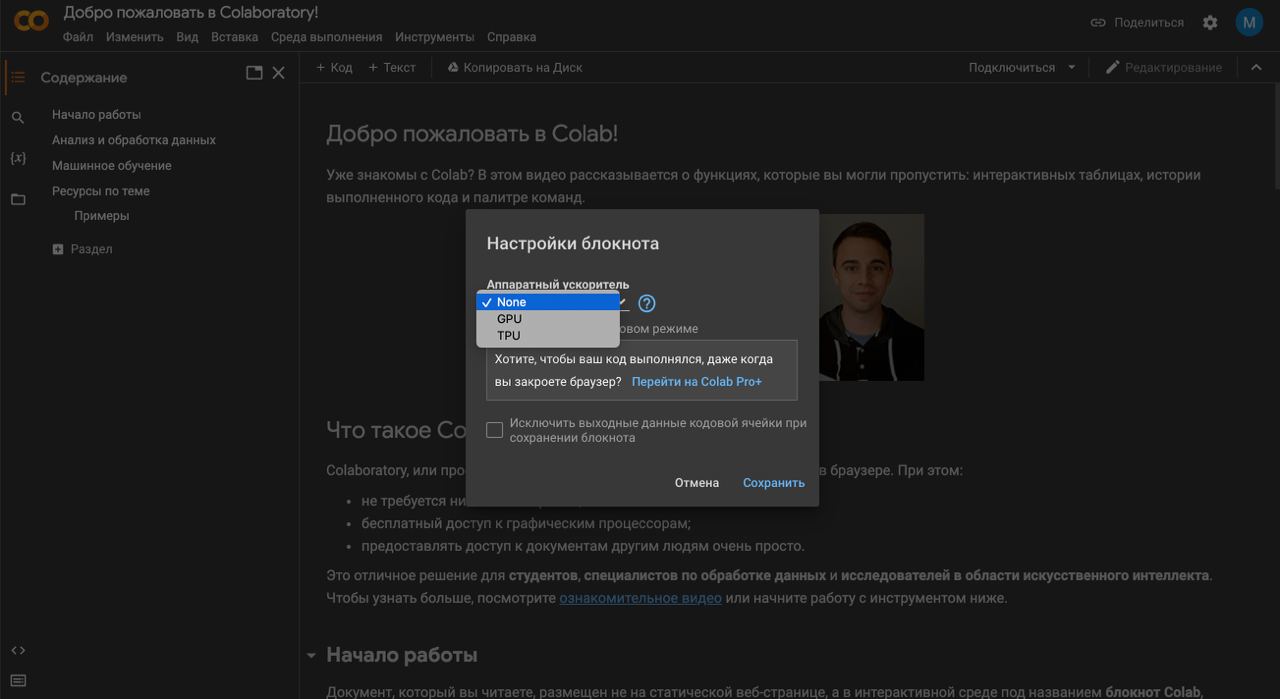 Добро пожаловать в Colaboratory!
Файл Изменить Вид Вставка Среда выполнения Инструменты Справка
Поделиться
M
Содержание
+ Код + Текст Копировать на Диск
Подключиться Редактирование
Начало работы
Анализ и обработка данных
Машинное обучение
Ресурсы по теме
Примеры
Раздел
Добро пожаловать в Colab!
Уже знакомы с Colab? В этом видео рассказывается о функциях, которые вы могли пропустить: интерактивных таблицах, истории
выполненного кода и палитре команд.
Настройки блокнота
Аппаратный ускоритель
None
GPU
TPU
овом режиме
Хотите, чтобы ваш код выполнялся, даже когда
вы закроете браузер? Перейти на Colab Pro+
Исключить выходные данные кодовой ячейки при
сохранении блокнота
Отмена Сохранить
Что такое Co
Colaboratory, или про в браузере. При этом:
• не требуется ни
• бесплатный доступ к графическим процессорам;
• предоставлять доступ к документам другим людям очень просто.
Это отличное решение для студентов, специалистов по обработке данных и исследователей в области искусственного интеллекта.
Чтобы узнать больше, посмотрите ознакомительное видео или начните работу с инструментом ниже.
Начало работы
Документ, который вы читаете, размещен не на статической веб-странице, а в интерактивной среде под названием блокнот Colab,